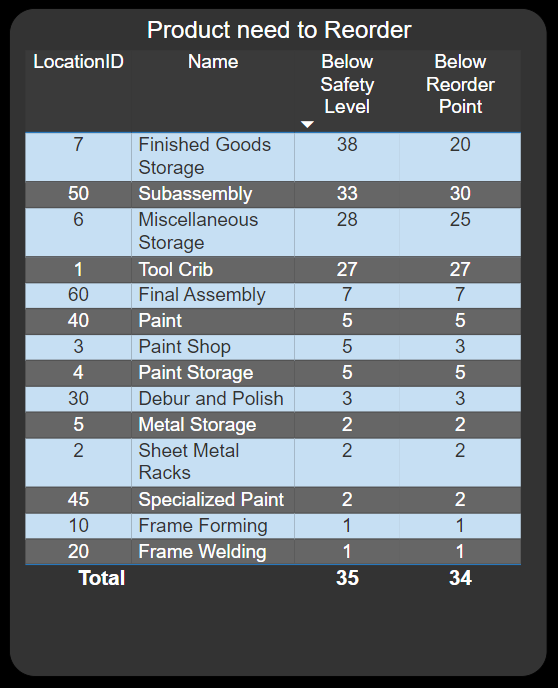 Product need to Reorder
LocationID Name Below Safety Level Below Reorder Point
7 Finished Goods Storage 38 20
50 Subassembly 33 30
6 Miscellaneous Storage 28 25
1 Tool Crib 27 27
60 Final Assembly 7 7
40 Paint 5 5
3 Paint Shop 5 3
4 Paint Storage 5 5
30 Debur and Polish 3 3
5 Metal Storage 2 2
2 Sheet Metal Racks 2 2
45 Specialized Paint 2 2
10 Frame Forming 1 1
20 Frame Welding 1 1
Total 35 34